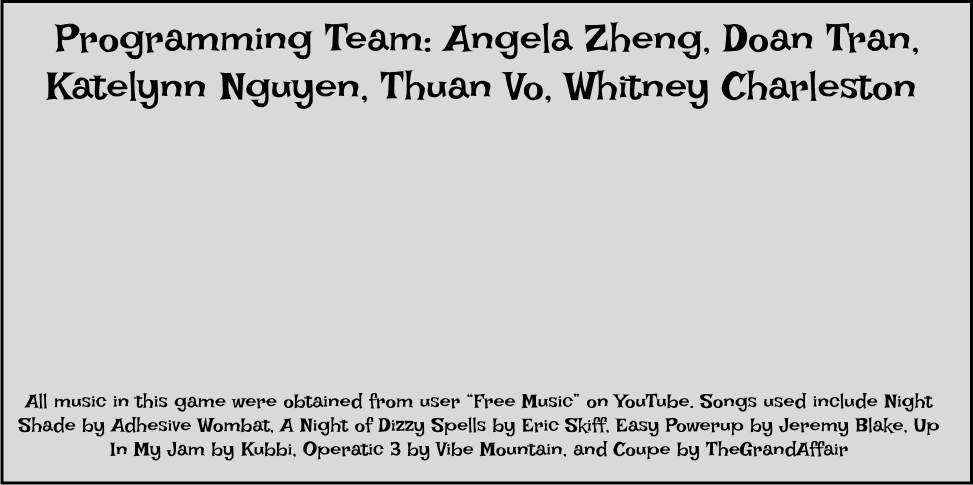 Programming Team: Angela Zheng, Doan Tran,
Katelynn Nguyen, Thuan Vo, Whitney Charleston
All music in this game were obtained from user “Free Music” on YouTube. Songs used include Night
Shade by Adhesive Wombat, A Night of Dizzy Spells by Eric Skiff, Easy Powerup by Jeremy Blake, Up
In My Jam by Kubbi, Operatic 3 by Vibe Mountain, and Coupe by TheGrandAffair